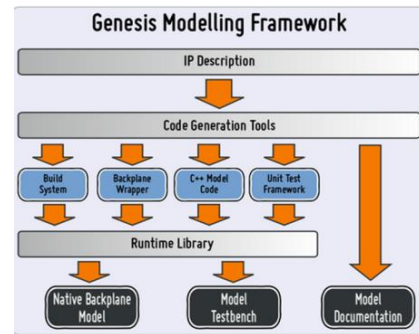 Genesis Modelling Framework
IP Description
Code Generation Tools
Build
System
Backplane
Wrapper
C++ Model
Code
Unit Test
Framework
Runtime Library
Native Backplane
Model
Model
Testbench
Model
Documentation